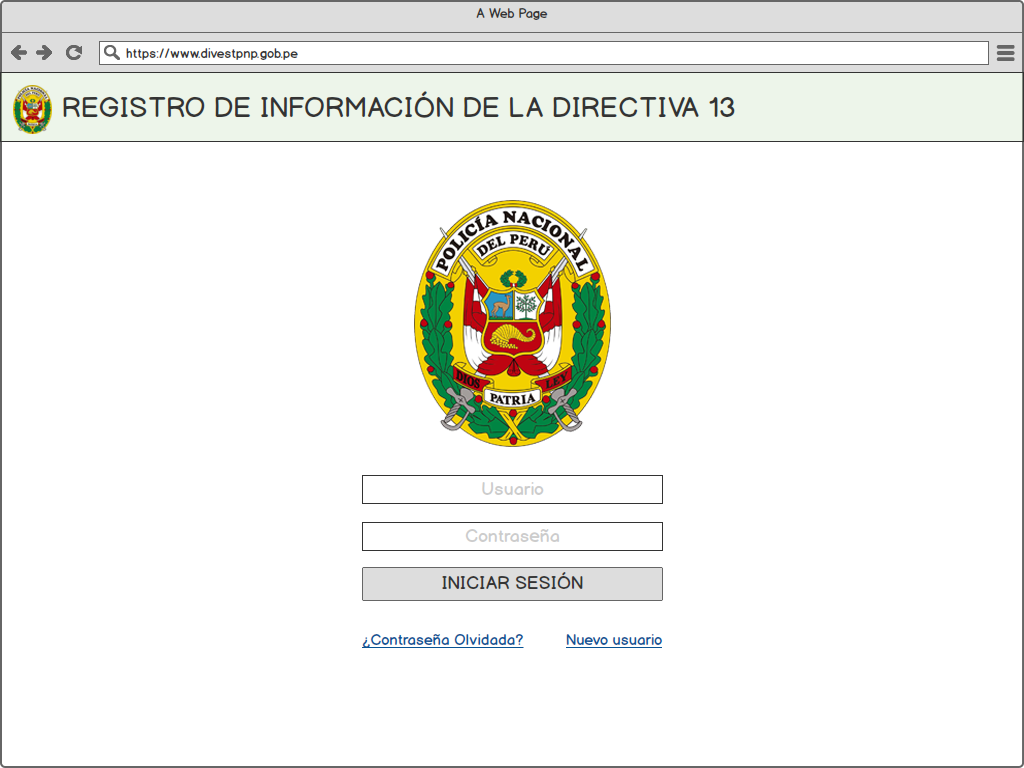 A Web Page
https://www.divestpnp.gob.pe
REGISTRO DE INFORMACIÓN DE LA DIRECTIVA 13
POLICÍA NACIONAL
DEL PERÚ
DIOS
PATRIA
LEY
Usuario
Contraseña
INICIAR SESIÓN
¿Contraseña Olvidada?
Nuevo usuario